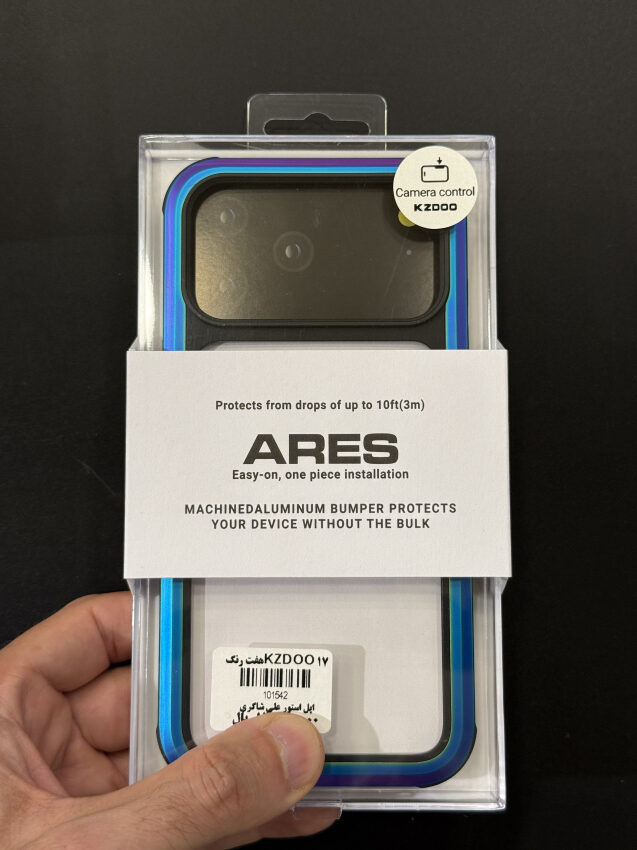 Camera control
KZDOO
Protects from drops of up to 10ft(3m)
ARES
Easy-on, one piece installation
MACHINEDALUMINUM BUMPER PROTECTS
YOUR DEVICE WITHOUT THE BULK
۱۷ KZDOO هفت رنگ
101542
اپل استور علی شاکری
ریال